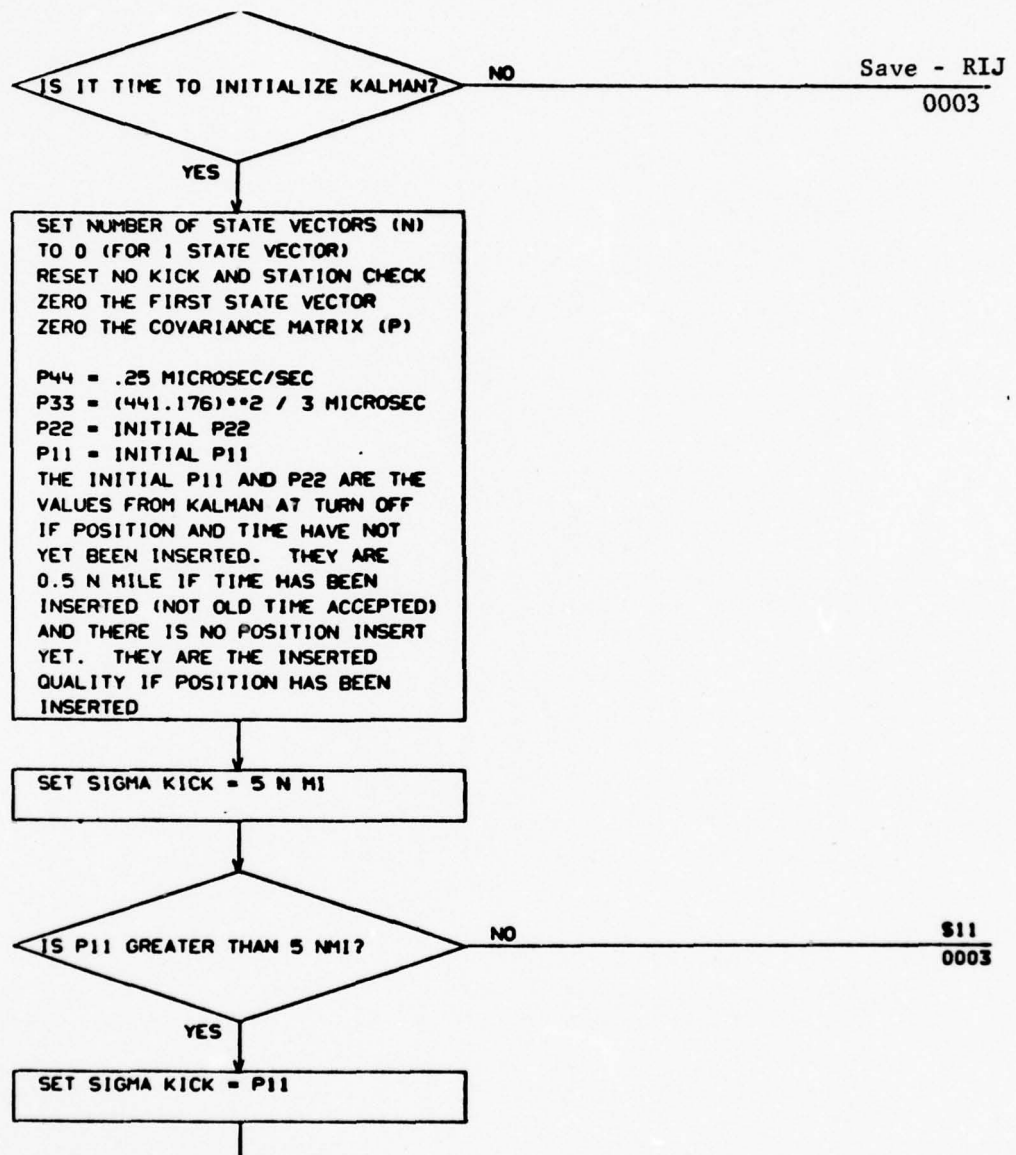 IS IT TIME TO INITIALIZE KALMAN?
NO
Save - RIJ
0003
YES
SET NUMBER OF STATE VECTORS (N)
TO 0 (FOR 1 STATE VECTOR)
RESET NO KICK AND STATION CHECK
ZERO THE FIRST STATE VECTOR
ZERO THE COVARIANCE MATRIX (P)
P44 = .25 MICROSEC/SEC
P33 = (441.176)**2 / 3 MICROSEC
P22 = INITIAL P22
P11 = INITIAL P11
THE INITIAL P11 AND P22 ARE THE
VALUES FROM KALMAN AT TURN OFF
IF POSITION AND TIME HAVE NOT
YET BEEN INSERTED. THEY ARE
0.5 N MILE IF TIME HAS BEEN
INSERTED (NOT OLD TIME ACCEPTED)
AND THERE IS NO POSITION INSERT
YET. THEY ARE THE INSERTED
QUALITY IF POSITION HAS BEEN
INSERTED
SET SIGMA KICK = 5 N MI
IS P11 GREATER THAN 5 NMI?
NO
$11
0003
YES
SET SIGMA KICK = P11